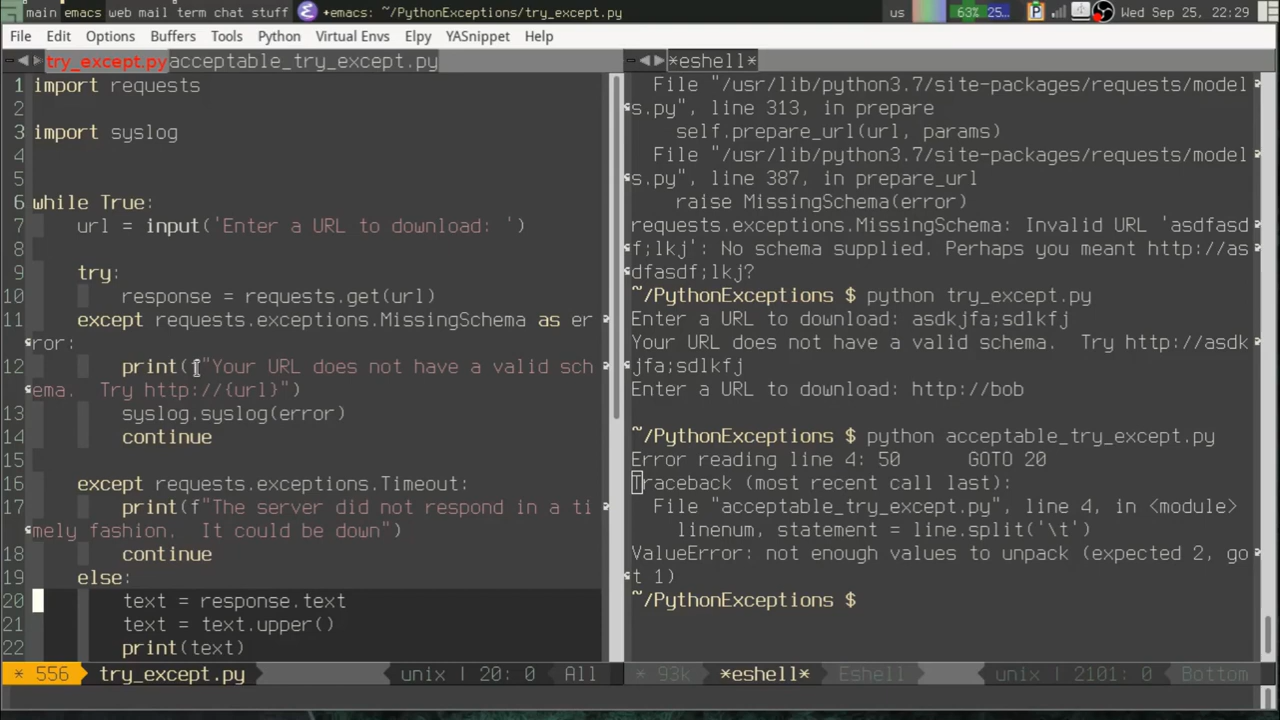 main emacs web mail term chat stuff +emacs: ~/PythonExceptions/try_except.py us 63% 25... Wed Sep 25, 22:29
File Edit Options Buffers Tools Python Virtual Envs Elpy YASnippet Help
try_except.py acceptable_try_except.py
1 import requests
2
3 import syslog
4
5
6 while True:
7 url = input('Enter a URL to download: ')
8
9 try:
10 response = requests.get(url)
11 except requests.exceptions.MissingSchema as er
ror:
12 print(f"Your URL does not have a valid sch
ema.  Try http://{url}")
13 syslog.syslog(error)
14 continue
15
16 except requests.exceptions.Timeout:
17 print(f"The server did not respond in a ti
mely fashion.  It could be down")
18 continue
19 else:
20 text = response.text
21 text = text.upper()
22 print(text)
* 556 try_except.py unix | 20: 0 All
*eshell*
File "/usr/lib/python3.7/site-packages/requests/model
s.py", line 313, in prepare
self.prepare_url(url, params)
File "/usr/lib/python3.7/site-packages/requests/model
s.py", line 387, in prepare_url
raise MissingSchema(error)
requests.exceptions.MissingSchema: Invalid URL 'asdfasd
f;lkj': No schema supplied. Perhaps you meant http://as
dfasdf;lkj?
~/PythonExceptions $ python try_except.py
Enter a URL to download: asdkjfa;sdlkfj
Your URL does not have a valid schema.  Try http://asdk
jfa;sdlkfj
Enter a URL to download: http://bob
~/PythonExceptions $ python acceptable_try_except.py
Error reading line 4: 50      GOTO 20
Traceback (most recent call last):
File "acceptable_try_except.py", line 4, in <module>
linenum, statement = line.split('\t')
ValueError: not enough values to unpack (expected 2, go
t 1)
~/PythonExceptions $
* 93k *eshell* Eshell unix | 2101: 0 Bottom